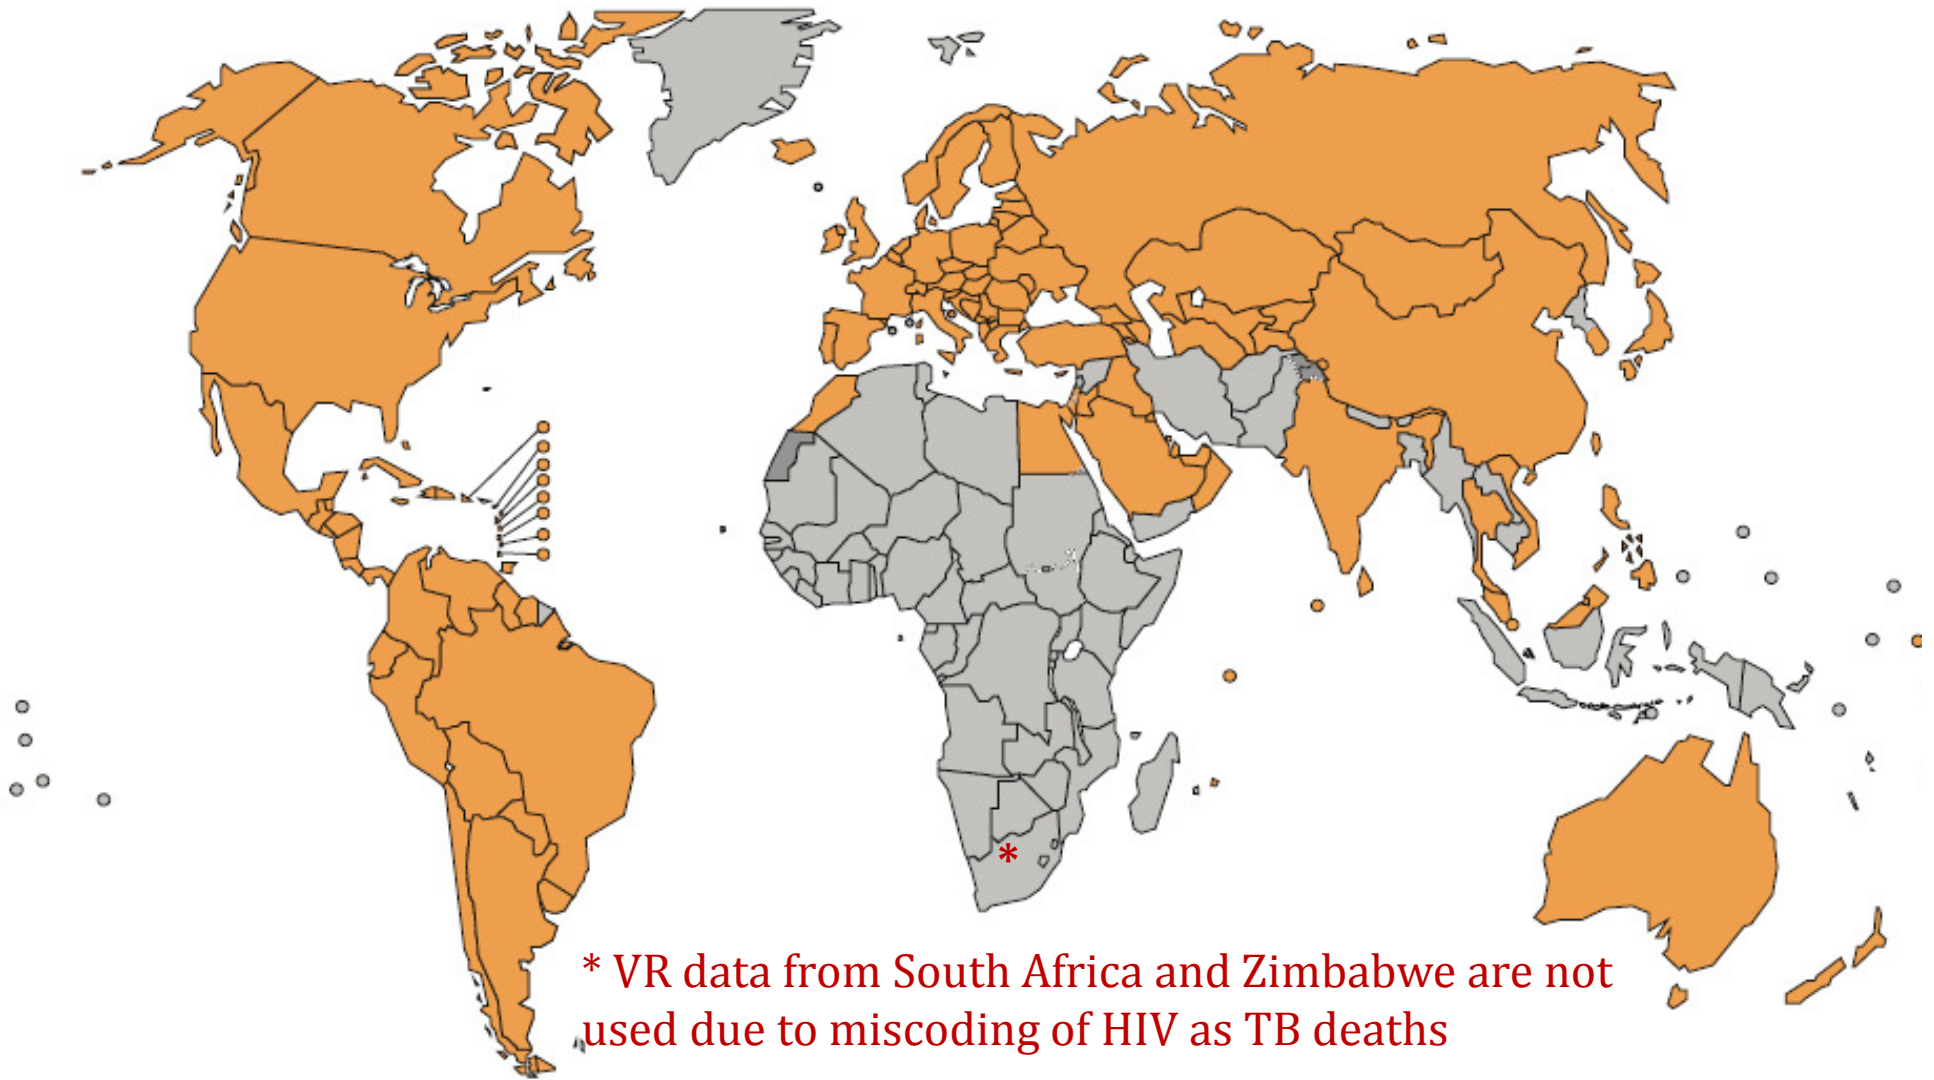 *
* VR data from South Africa and Zimbabwe are not
used due to miscoding of HIV as TB deaths